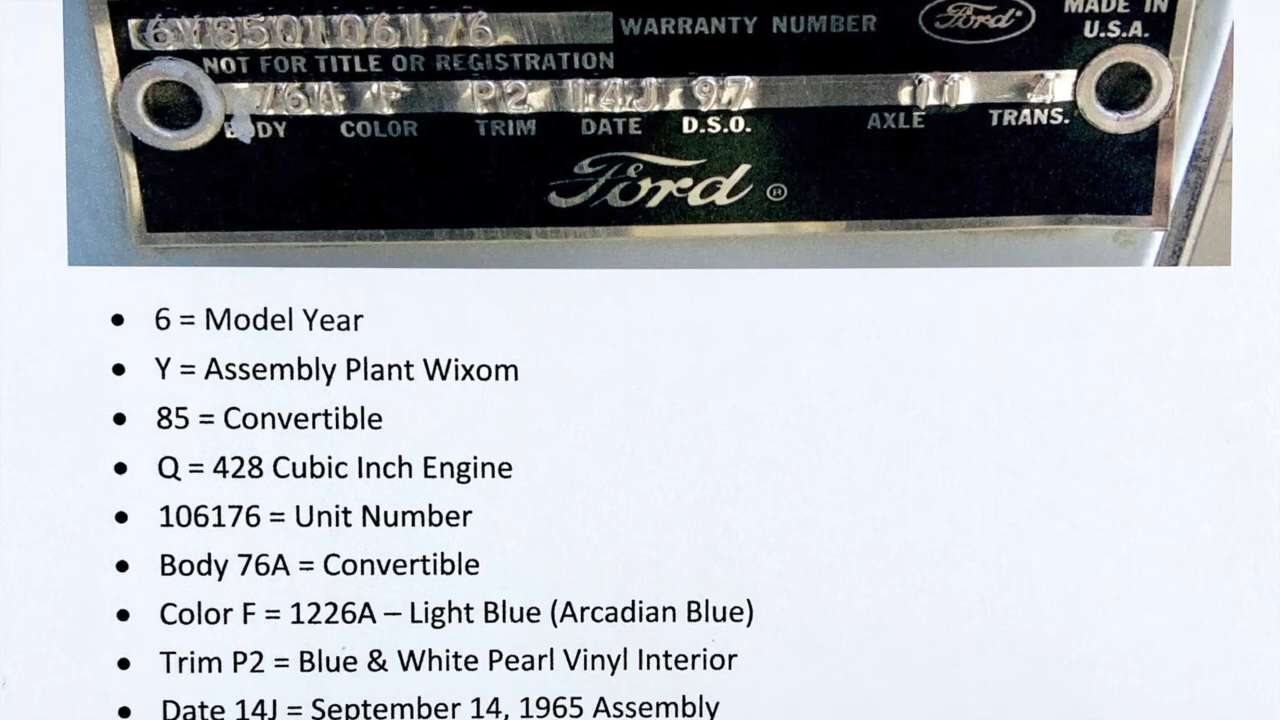 6Y85Q106176 WARRANTY NUMBER Ford MADE IN U.S.A.
NOT FOR TITLE OR REGISTRATION
76A F P2 14J 97 11 4
BODY COLOR TRIM DATE D.S.O. AXLE TRANS.
Ford ®
• 6 = Model Year
• Y = Assembly Plant Wixom
• 85 = Convertible
• Q = 428 Cubic Inch Engine
• 106176 = Unit Number
• Body 76A = Convertible
• Color F = 1226A – Light Blue (Arcadian Blue)
• Trim P2 = Blue & White Pearl Vinyl Interior
• Date 14J = September 14, 1965 Assembly